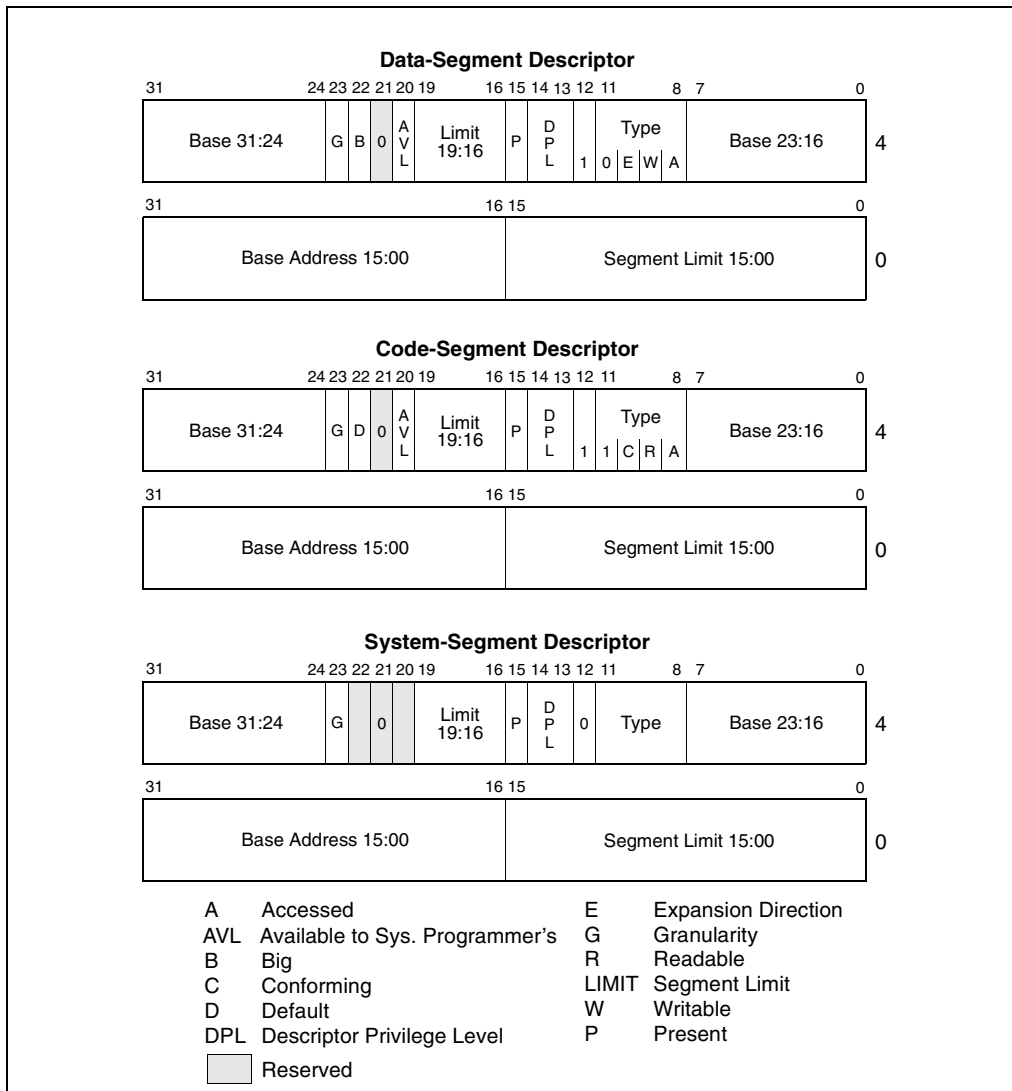 Data-Segment Descriptor
31 24 23 22 21 20 19 16 15 14 13 12 11 8 7 0
Base 31:24 G B 0 AVL Limit 19:16 P DPL 1 Type 0 E W A Base 23:16 4
31 16 15 0
Base Address 15:00 Segment Limit 15:00 0
Code-Segment Descriptor
31 24 23 22 21 20 19 16 15 14 13 12 11 8 7 0
Base 31:24 G D 0 AVL Limit 19:16 P DPL 1 Type 1 C R A Base 23:16 4
31 16 15 0
Base Address 15:00 Segment Limit 15:00 0
System-Segment Descriptor
31 24 23 22 21 20 19 16 15 14 13 12 11 8 7 0
Base 31:24 G 0 Limit 19:16 P DPL 0 Type Base 23:16 4
31 16 15 0
Base Address 15:00 Segment Limit 15:00 0
A Accessed
AVL Available to Sys. Programmer's
B Big
C Conforming
D Default
DPL Descriptor Privilege Level
Reserved
E Expansion Direction
G Granularity
R Readable
LIMIT Segment Limit
W Writable
P Present